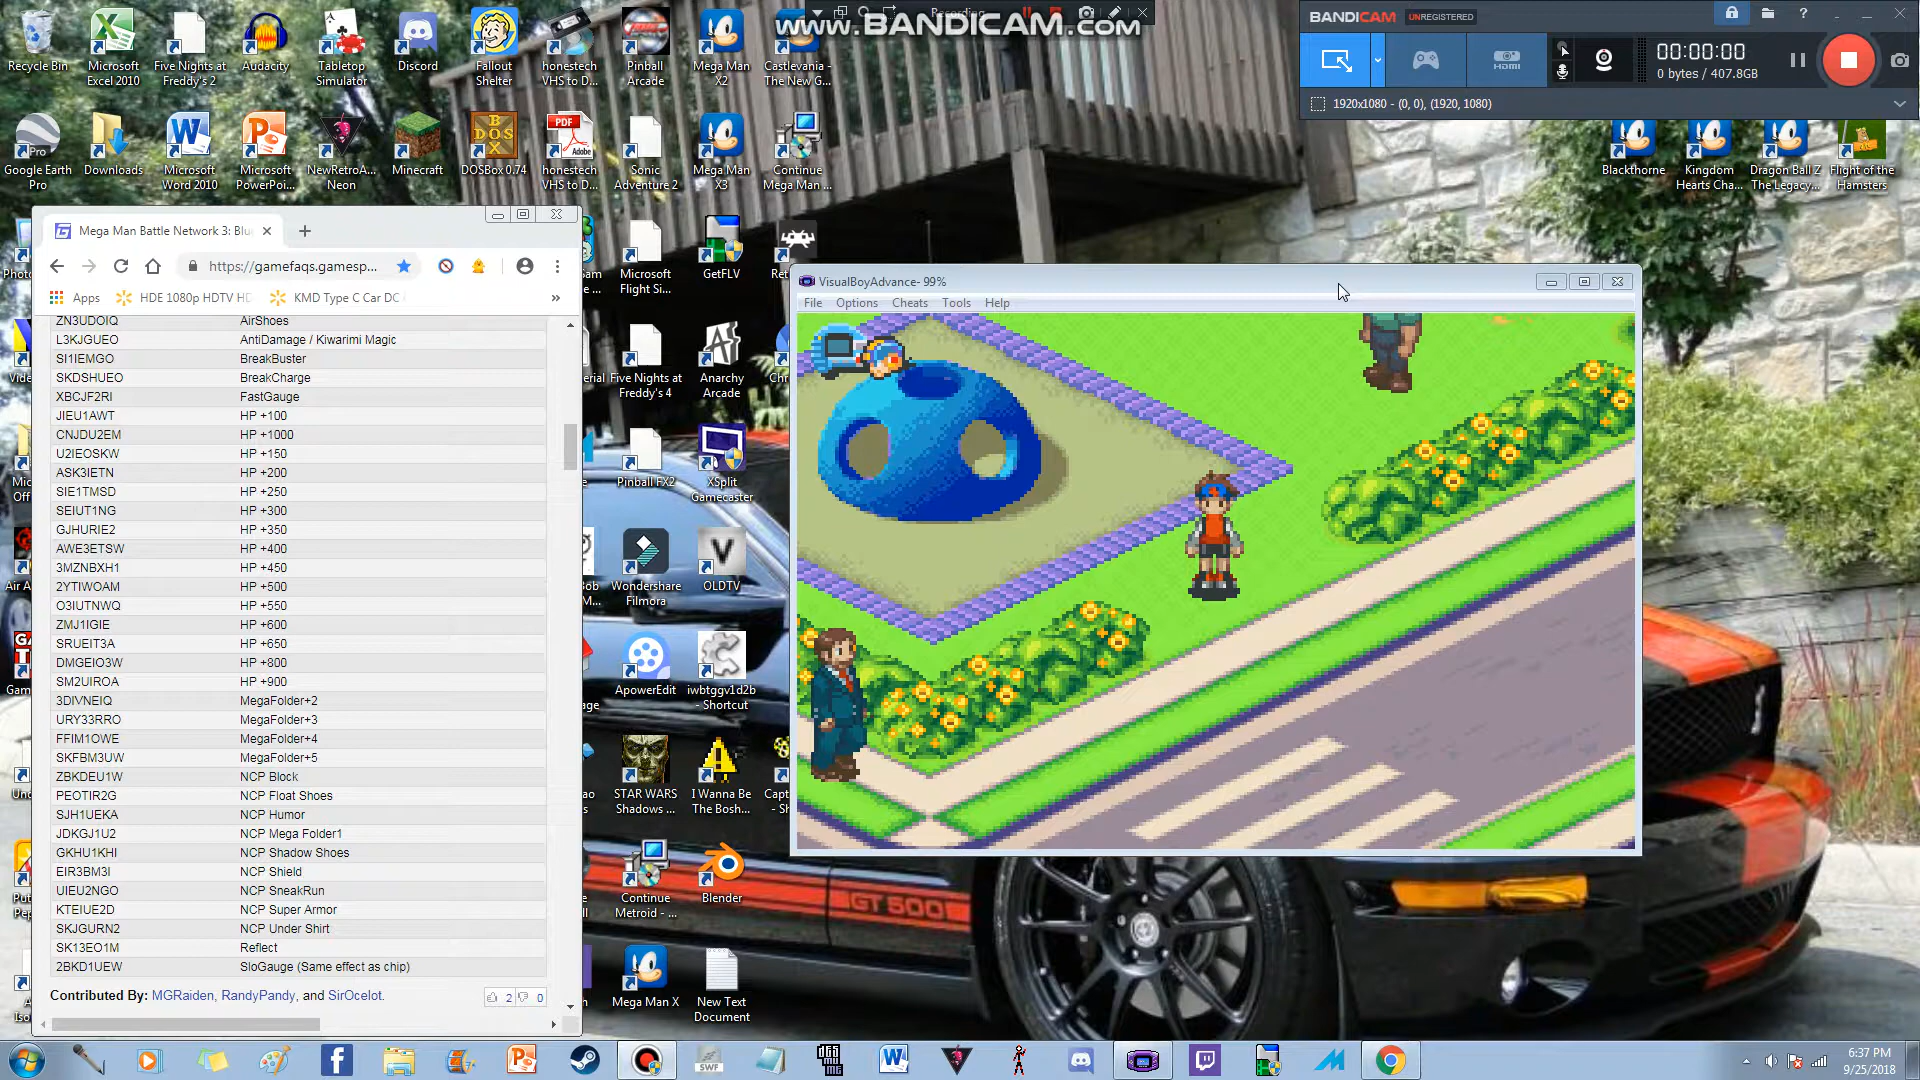 www.BANDICAM.com
Recording
BANDICAM UNREGISTERED
00:00:00
0 bytes / 407.8GB
1920x1080 - (0, 0), (1920, 1080)
HDMI
Recycle Bin
Microsoft Excel 2010
Five Nights at Freddy's 2
Audacity
Tabletop Simulator
Discord
Fallout Shelter
honestech VHS to D...
Pinball Arcade
Mega Man X2
Castlevania - The New G...
Google Earth Pro
Downloads
Microsoft Word 2010
Microsoft PowerPoi...
NewRetroA... Neon
Minecraft
DOSBox 0.74
honestech VHS to D...
Sonic Adventure 2
Mega Man X3
Continue Mega Man ...
Blackthorne
Kingdom Hearts Cha...
Dragon Ball Z The Legacy...
Flight of the Hamsters
Microsoft Flight Si...
GetFLV
Five Nights at Freddy's 4
Anarchy Arcade
Pinball FX2
XSplit Gamecaster
Wondershare Filmora
OLDTV
ApowerEdit
iwbtggv1d2b - Shortcut
STAR WARS Shadows ...
I Wanna Be The Bosh...
Continue Metroid - ...
Blender
Mega Man X
New Text Document
Mega Man Battle Network 3: Blu
https://gamefaqs.gamesp...
Apps
HDE 1080p HDTV HD
KMD Type C Car DC
ZN3UDOIQ AirShoes
L3KJGUEO AntiDamage / Kiwarimi Magic
SI1IEMGO BreakBuster
SKDSHUEO BreakCharge
XBCJF2RI FastGauge
JIEU1AWT HP +100
CNJDU2EM HP +1000
U2IEOSKW HP +150
ASK3IETN HP +200
SIE1TMSD HP +250
SEIUT1NG HP +300
GJHURIE2 HP +350
AWE3ETSW HP +400
3MZNBXH1 HP +450
2YTIWOAM HP +500
O3IUTNWQ HP +550
ZMJ1IGIE HP +600
SRUEIT3A HP +650
DMGEIO3W HP +800
SM2UIROA HP +900
3DIVNEIQ MegaFolder+2
URY33RRO MegaFolder+3
FFIM1OWE MegaFolder+4
SKFBM3UW MegaFolder+5
ZBKDEU1W NCP Block
PEOTIR2G NCP Float Shoes
SJH1UEKA NCP Humor
JDKGJ1U2 NCP Mega Folder1
GKHU1KHI NCP Shadow Shoes
EIR3BM3I NCP Shield
UIEU2NGO NCP SneakRun
KTEIUE2D NCP Super Armor
SKJGURN2 NCP Under Shirt
SK13EO1M Reflect
2BKD1UEW SloGauge (Same effect as chip)
Contributed By: MGRaiden, RandyPandy, and SirOcelot.
2 0
VisualBoyAdvance- 99%
File Options Cheats Tools Help
GT 500
6:37 PM
9/25/2018